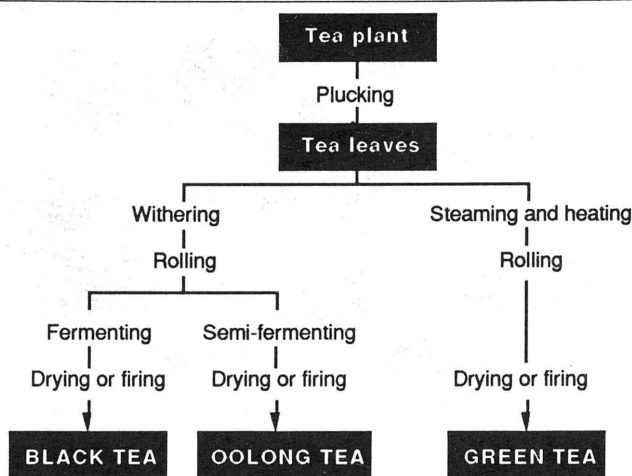 Tea plant
Plucking
Tea leaves
Withering
Steaming and heating
Rolling
Rolling
Fermenting
Semi-fermenting
Drying or firing
Drying or firing
Drying or firing
BLACK TEA
OOLONG TEA
GREEN TEA